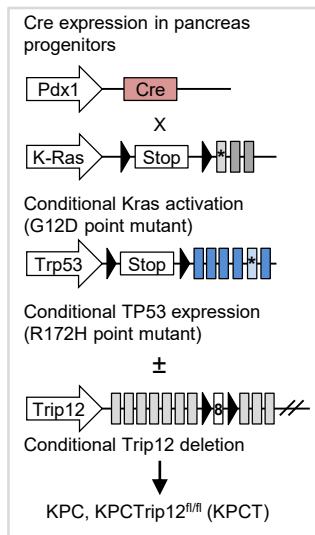 Cre expression in pancreas
progenitors
Pdx1 Cre
X
K-Ras Stop *
Conditional Kras activation
(G12D point mutant)
Trp53 Stop *
Conditional TP53 expression
(R172H point mutant)
±
Trip12 8
Conditional Trip12 deletion
KPC, KPCTrip12fl/fl (KPCT)